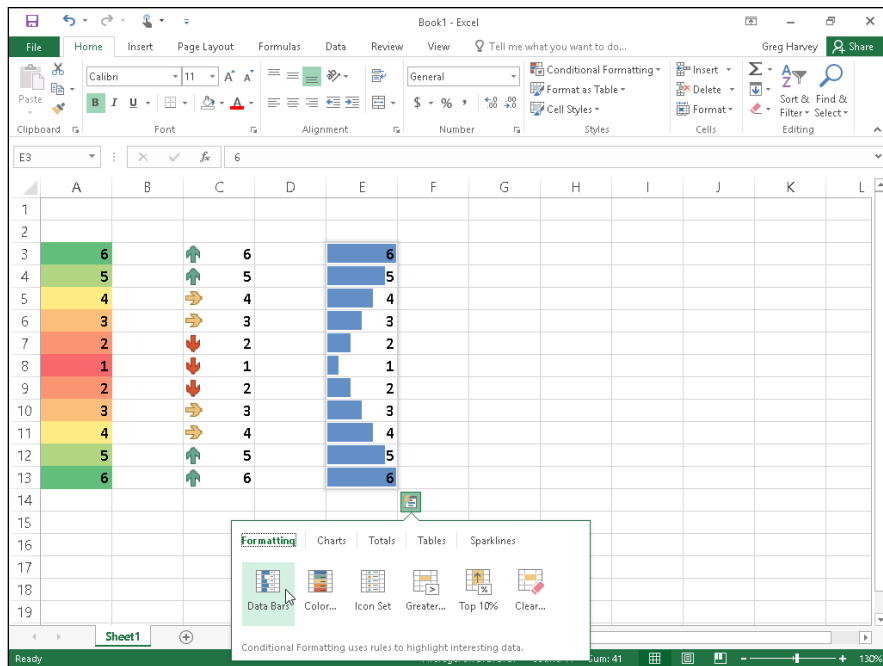 Book1 - Excel
File Home Insert Page Layout Formulas Data Review View Tell me what you want to do... Greg Harvey Share
Calibri 11 A A General Conditional Formatting Insert
Paste B I U A $ % , Format as Table Delete Sort & Find &
Cell Styles Format Filter Select
Clipboard Font Alignment Number Styles Cells Editing
E3 fx 6
A B C D E F G H I J K L
1
2
3 6 6 6
4 5 5 5
5 4 4 4
6 3 3 3
7 2 2 2
8 1 1 1
9 2 2 2
10 3 3 3
11 4 4 4
12 5 5 5
13 6 6 6
14
15
16
17
18
19
Formatting Charts Totals Tables Sparklines
Data Bars Color... Icon Set Greater... Top 10% Clear...
Conditional Formatting uses rules to highlight interesting data.
Sheet1
Ready Sum: 41 130%